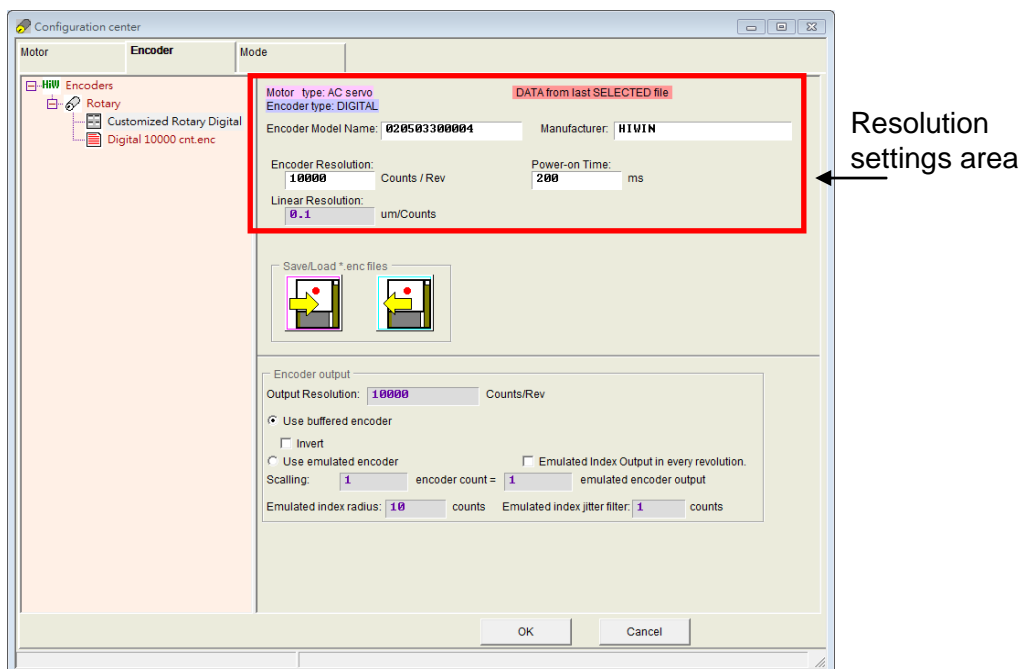 Configuration center
Motor Encoder Mode
HiW Encoders
Rotary
Customized Rotary Digital
Digital 10000 cnt.enc
Motor type: AC servo DATA from last SELECTED file
Encoder type: DIGITAL
Encoder Model Name: 020503300004 Manufacturer: HIWIN
Encoder Resolution: Power-on Time:
10000 Counts / Rev 200 ms
Linear Resolution:
0.1 um/Counts
Resolution
settings area
Save/Load *.enc files
Encoder output
Output Resolution: 10000 Counts/Rev
Use buffered encoder
Invert
Use emulated encoder Emulated Index Output in every revolution.
Scalling: 1 encoder count = 1 emulated encoder output
Emulated index radius: 10 counts Emulated index jitter filter: 1 counts
OK Cancel